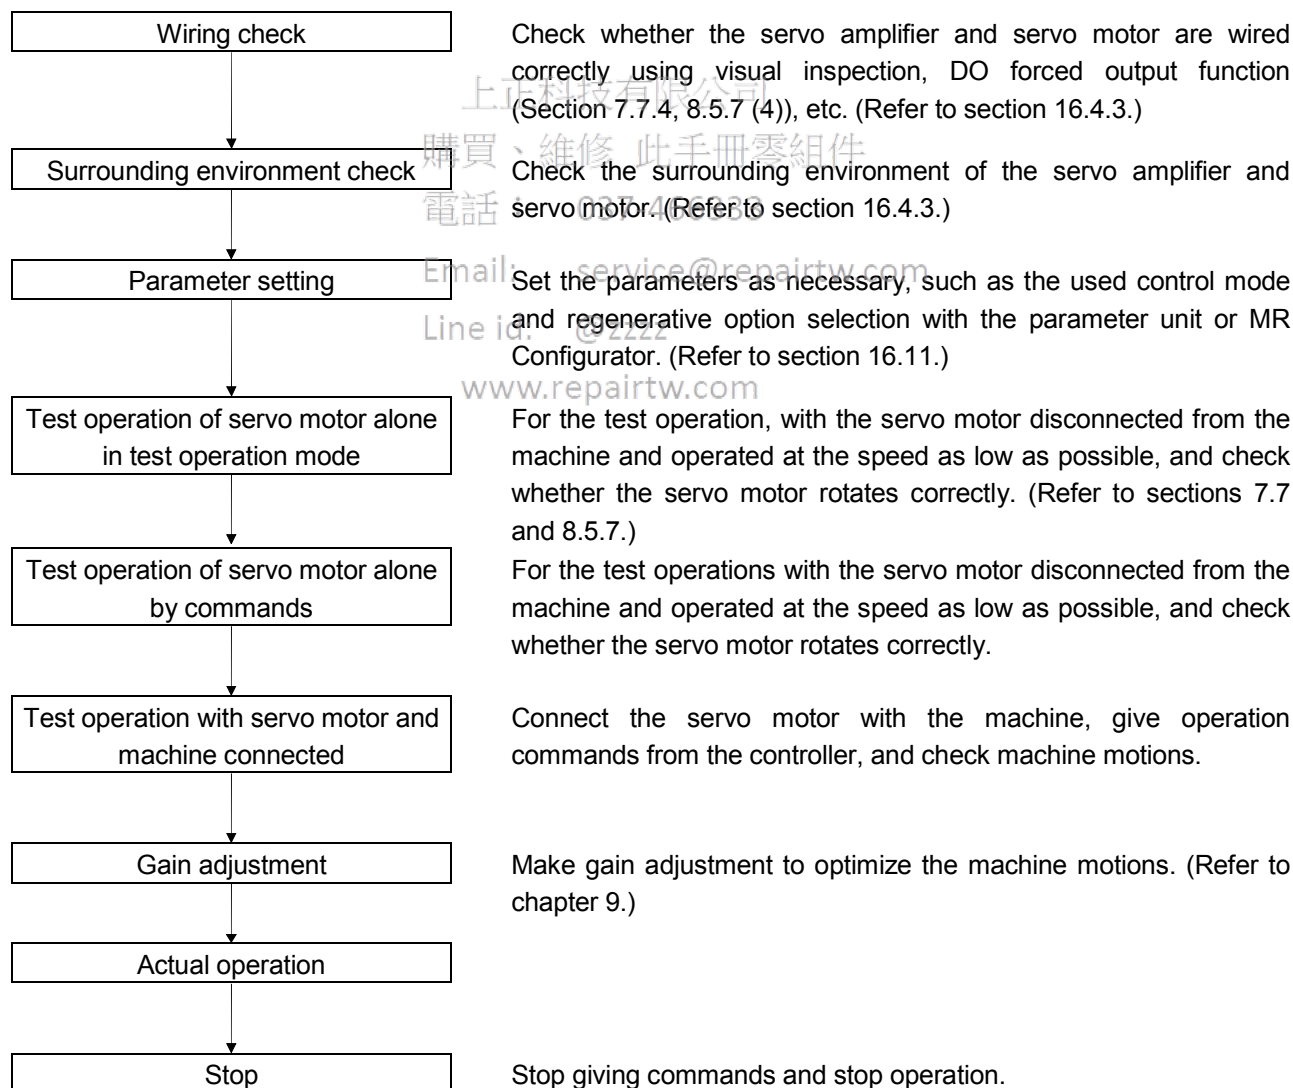 Wiring check
Check whether the servo amplifier and servo motor are wired
correctly using visual inspection, DO forced output function
(Section 7.7.4, 8.5.7 (4)), etc. (Refer to section 16.4.3.)
上正科技有限公司
購買、維修 此手冊零組件
Surrounding environment check
Check the surrounding environment of the servo amplifier and
servo motor. (Refer to section 16.4.3.)
電話: 037-466333
Parameter setting
Email: service@repairtw.com
Set the parameters as necessary, such as the used control mode
and regenerative option selection with the parameter unit or MR
Configurator. (Refer to section 16.11.)
Line id: @zzzz
www.repairtw.com
Test operation of servo motor alone
in test operation mode
For the test operation, with the servo motor disconnected from the
machine and operated at the speed as low as possible, and check
whether the servo motor rotates correctly. (Refer to sections 7.7
and 8.5.7.)
Test operation of servo motor alone
by commands
For the test operations with the servo motor disconnected from the
machine and operated at the speed as low as possible, and check
whether the servo motor rotates correctly.
Test operation with servo motor and
machine connected
Connect the servo motor with the machine, give operation
commands from the controller, and check machine motions.
Gain adjustment
Make gain adjustment to optimize the machine motions. (Refer to
chapter 9.)
Actual operation
Stop
Stop giving commands and stop operation.